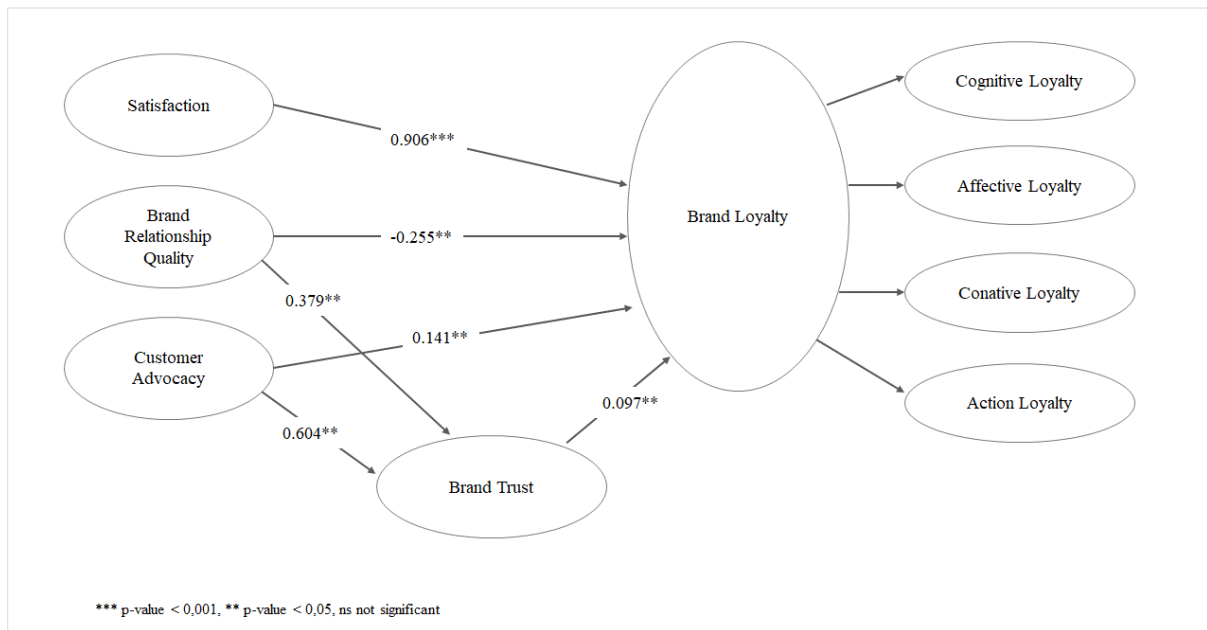 Satisfaction
0.906***
Brand
Relationship
Quality
-0.255**
0.379**
Customer
Advocacy
0.141**
0.604**
Brand Trust
0.097**
Brand Loyalty
Cognitive Loyalty
Affective Loyalty
Conative Loyalty
Action Loyalty
*** p-value < 0,001, ** p-value < 0,05, ns not significant